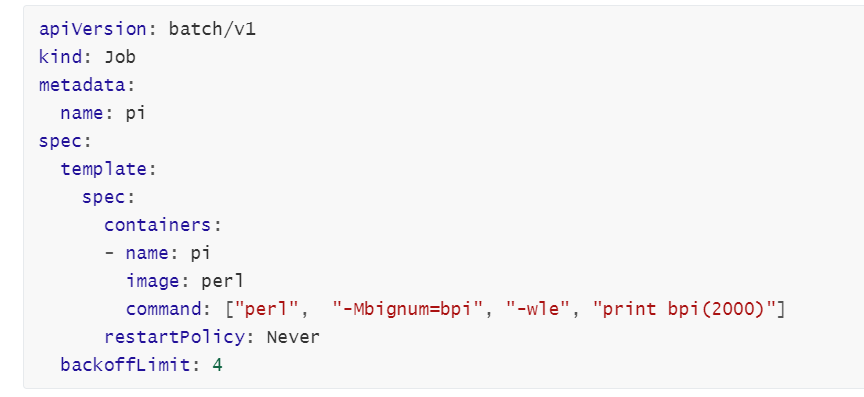 apiVersion: batch/v1
kind: Job
metadata:
  name: pi
spec:
  template:
    spec:
      containers:
      - name: pi
        image: perl
        command: ["perl",  "-Mbignum=bpi", "-wle", "print bpi(2000)"]
      restartPolicy: Never
  backoffLimit: 4